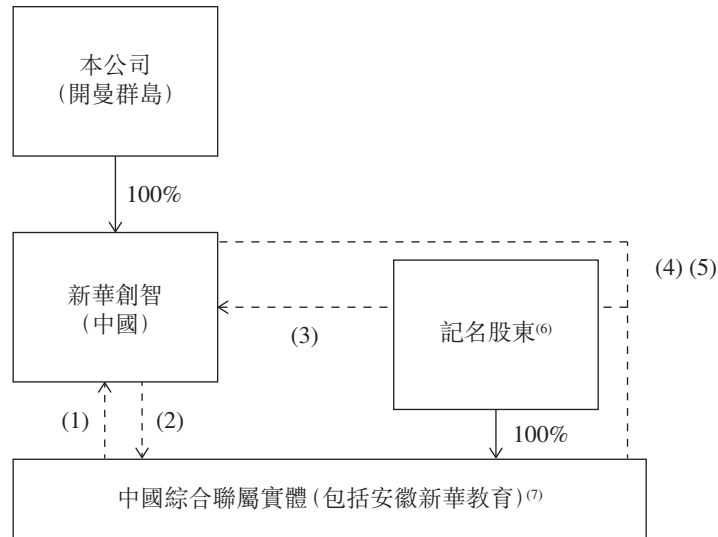 本公司
(開曼群島)
100%
新華創智
(中國)
(4) (5)
記名股東(6)
(3)
(1)
(2)
100%
中國綜合聯屬實體(包括安徽新華教育)(7)